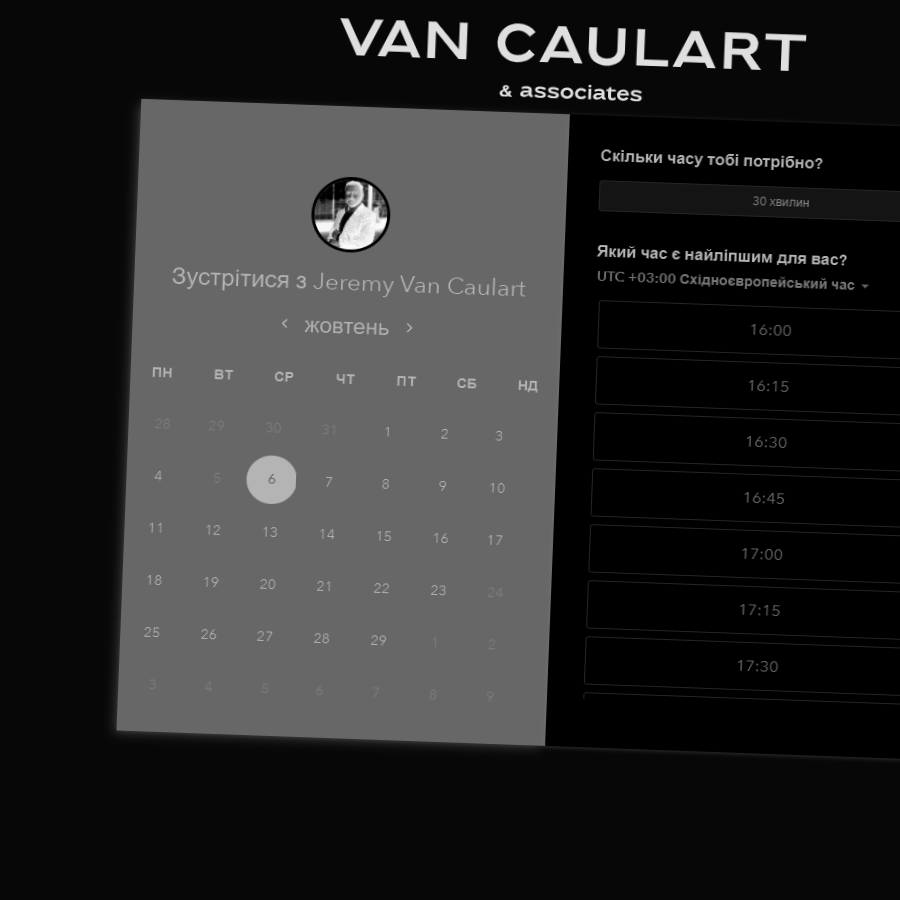 VAN CAULART
& associates
Зустрітися з Jeremy Van Caulart
жовтень
ПН ВТ СР ЧТ ПТ СБ НД
28 29 30 31 1 2 3
4 5 6 7 8 9 10
11 12 13 14 15 16 17
18 19 20 21 22 23 24
25 26 27 28 29 1 2
3 4 5 6 7 8 9
Скільки часу тобі потрібно?
30 хвилин
Який час є найліпшим для вас?
UTC +03:00 Східноєвропейський час
16:00
16:15
16:30
16:45
17:00
17:15
17:30